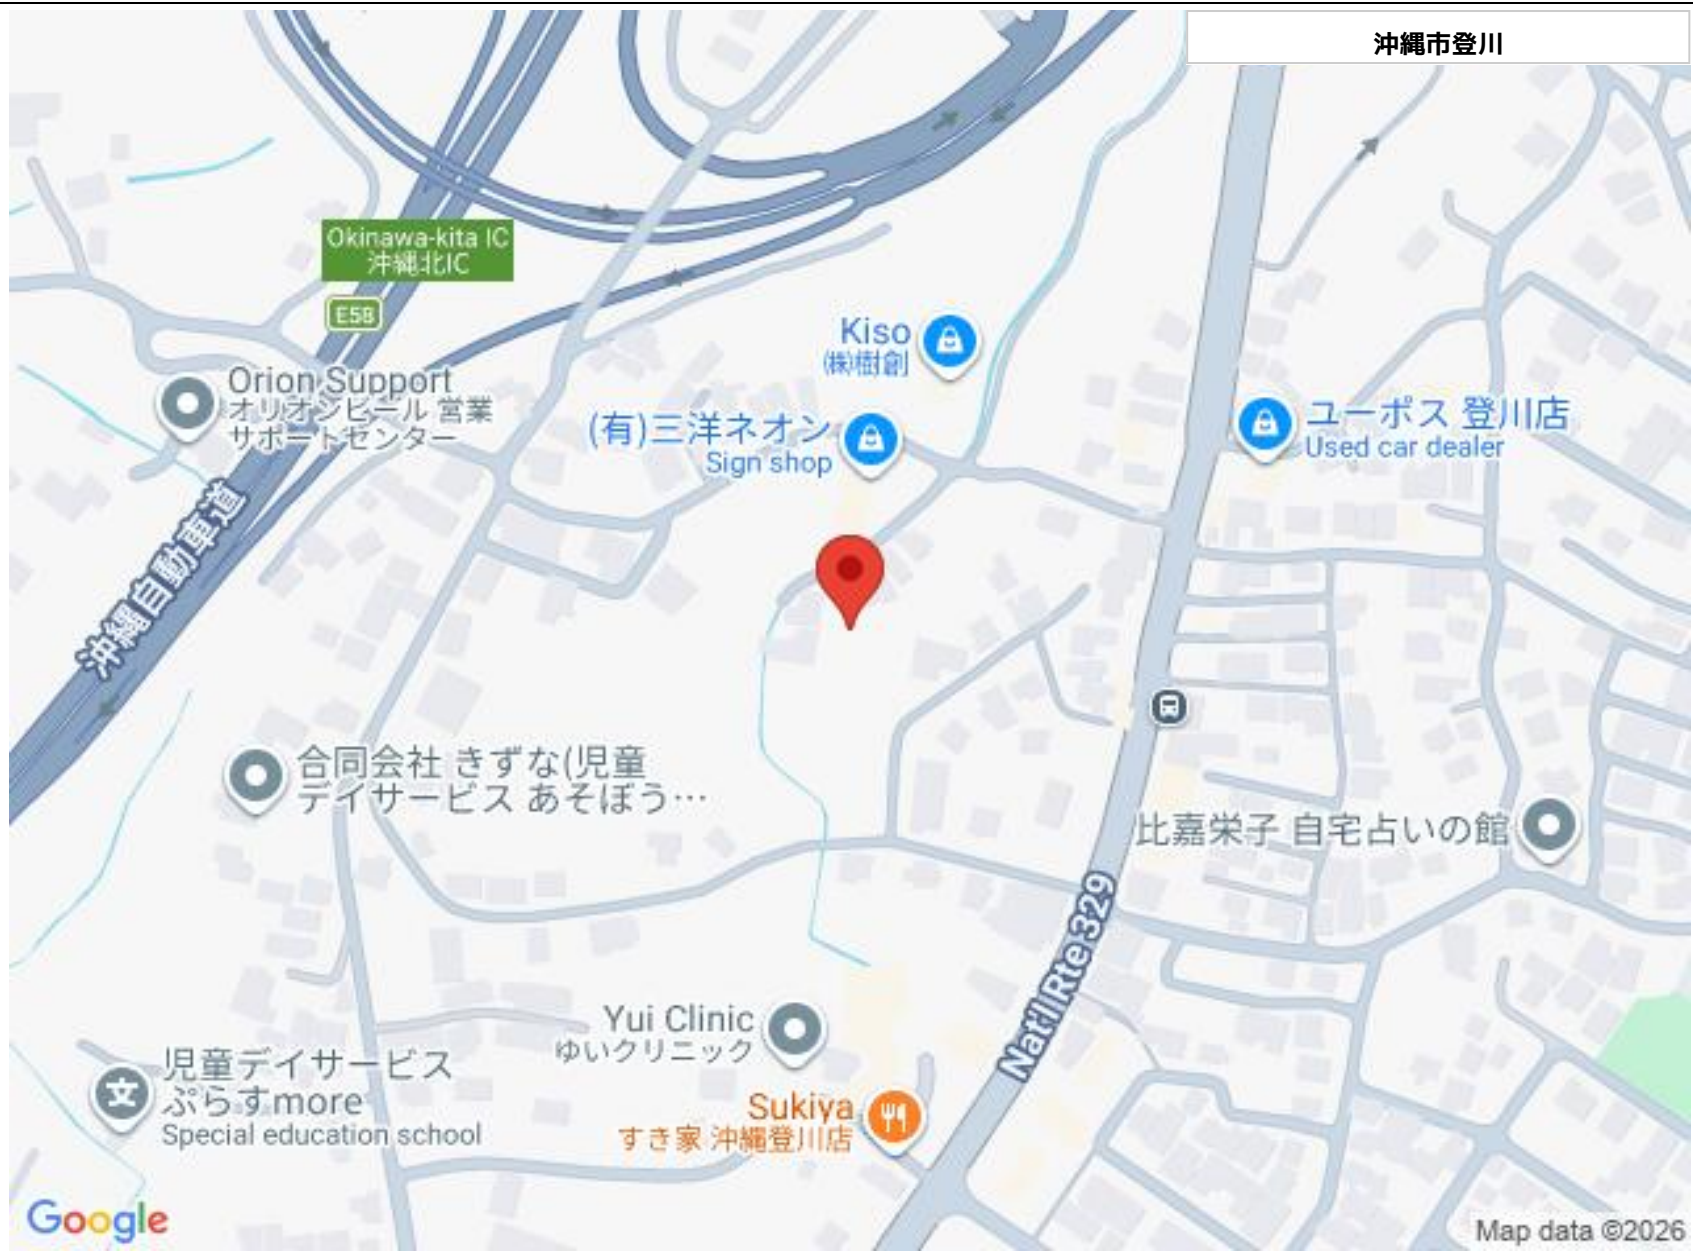 沖縄市登川
Okinawa-kita IC
沖縄北IC
E58
Kiso
㈱樹創
Orion Support
オリオンビール 営業
サポートセンター
(有)三洋ネオン
Sign shop
ユーポス 登川店
Used car dealer
沖縄自動車道
合同会社 きずな(児童
デイサービス あそぼう…
比嘉栄子 自宅占いの館
Nat'l Rte 329
Yui Clinic
ゆいクリニック
児童デイサービス
ぷらすmore
Special education school
Sukiya
すき家 沖縄登川店
Google
Map data ©2026